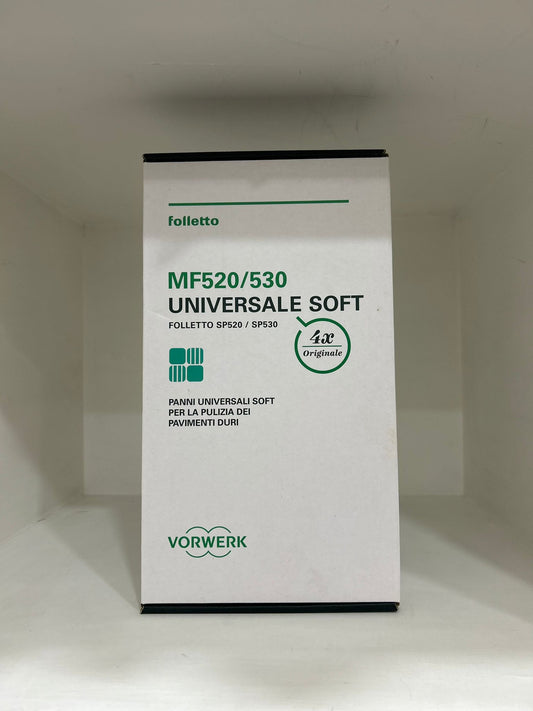 folletto
MF520/530
UNIVERSALE SOFT
FOLLETTO SP520 / SP530
4x
Originale
PANNI UNIVERSALI SOFT
PER LA PULIZIA DEI
PAVIMENTI DURI
VORWERK